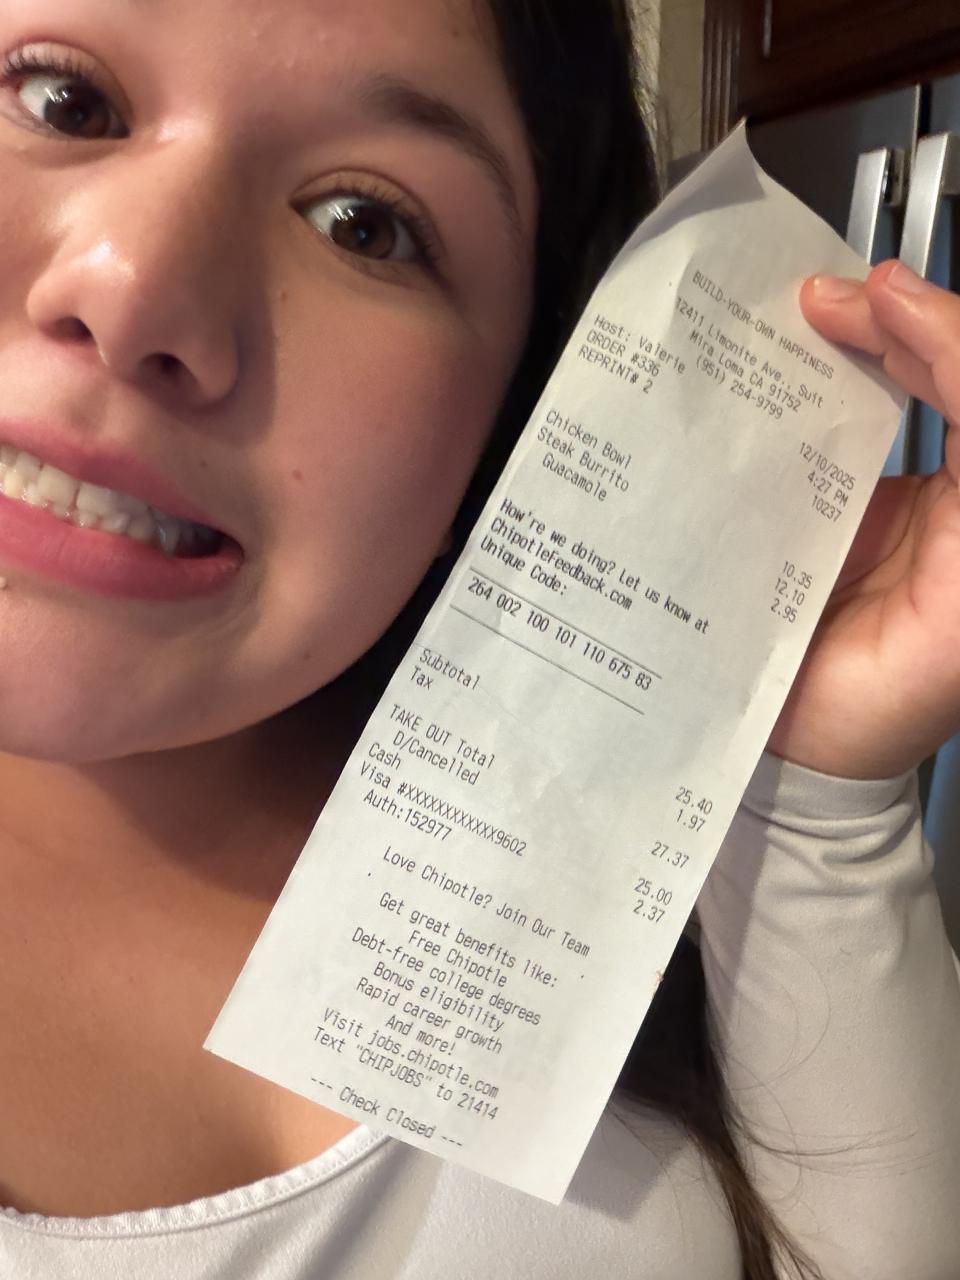 BUILD-YOUR-OWN HAPPINESS
12411 Limonite Ave., Suit
Mira Loma CA 91752
(951) 254-9799
Host: Valerie 12/10/2025
ORDER #336 4:27 PM
REPRINT# 2 10237
Chicken Bowl 10.35
Steak Burrito 12.10
Guacamole 2.95
How're we doing? Let us know at
ChipotleFeedback.com
Unique Code:
264 002 100 101 110 675 83
Subtotal 25.40
Tax 1.97
TAKE OUT Total 27.37
D/Cancelled
Cash 25.00
Visa #XXXXXXXXXXXX9602 2.37
Auth:152977
Love Chipotle? Join Our Team
Get great benefits like:
Free Chipotle
Debt-free college degrees
Bonus eligibility
Rapid career growth
And more!
Visit jobs.chipotle.com
Text "CHIPJOBS" to 21414
--- Check Closed ---